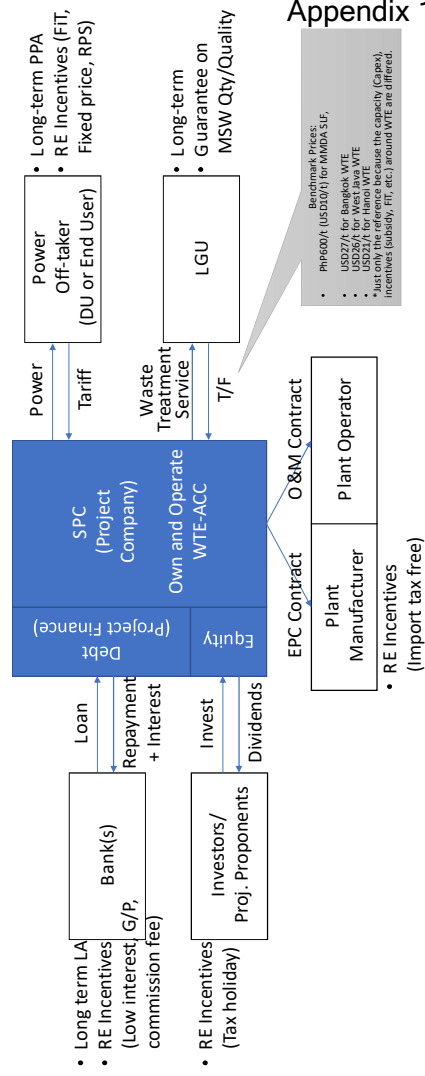 Appendix 1
• Long term LA
• RE Incentives
(Low interest, G/P,
commission fee)
Bank(s)
Loan
Repayment
+ Interest
• RE Incentives
(Tax holiday)
Investors/
Proj. Proponents
Invest
Dividends
Debt
(Project Finance)
Equity
SPC
(Project
Company)
Own and Operate
WTE-ACC
Power
Tariff
Power
Off-taker
(DU or End User)
• Long-term PPA
• RE Incentives (FiT,
Fixed price, RPS)
Waste
Treatment
Service
T/F
LGU
• Long-term
• Guarantee on
MSW Qty/Quality
EPC Contract
O&M Contract
Plant
Manufacturer
Plant Operator
• RE Incentives
(Import tax free)
Benchmark Prices:
• PhP600/t (USD10/t) for MMDA SLF,
• USD27/t for Bangkok WTE
• USD26/t for West Java WTE
• USD21/t for Hanoi WTE
*Just only the reference because the capacity (Capex),
incentives (subsidy, FiT, etc.) around WTE are differed.